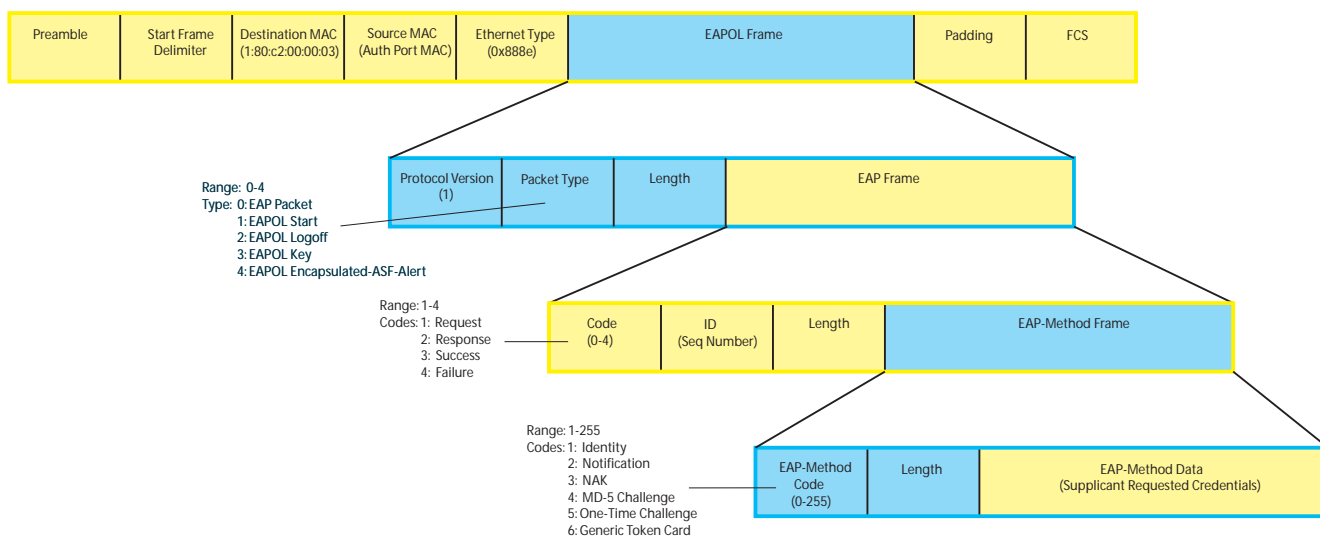 Preamble
Start Frame
Delimiter
Destination MAC
(1:80:c2:00:00:03)
Source MAC
(Auth Port MAC)
Ethernet Type
(0x888e)
EAPOL Frame
Padding
FCS
Protocol Version
(1)
Packet Type
Length
EAP Frame
Range: 0-4
Type: 0: EAP Packet
1: EAPOL Start
2: EAPOL Logoff
3: EAPOL Key
4: EAPOL Encapsulated-ASF-Alert
Range: 1-4
Codes: 1: Request
2: Response
3: Success
4: Failure
Code
(0-4)
ID
(Seq Number)
Length
EAP-Method Frame
Range: 1-255
Codes: 1: Identity
2: Notification
3: NAK
4: MD-5 Challenge
5: One-Time Challenge
6: Generic Token Card
EAP-Method
Code
(0-255)
Length
EAP-Method Data
(Supplicant Requested Credentials)